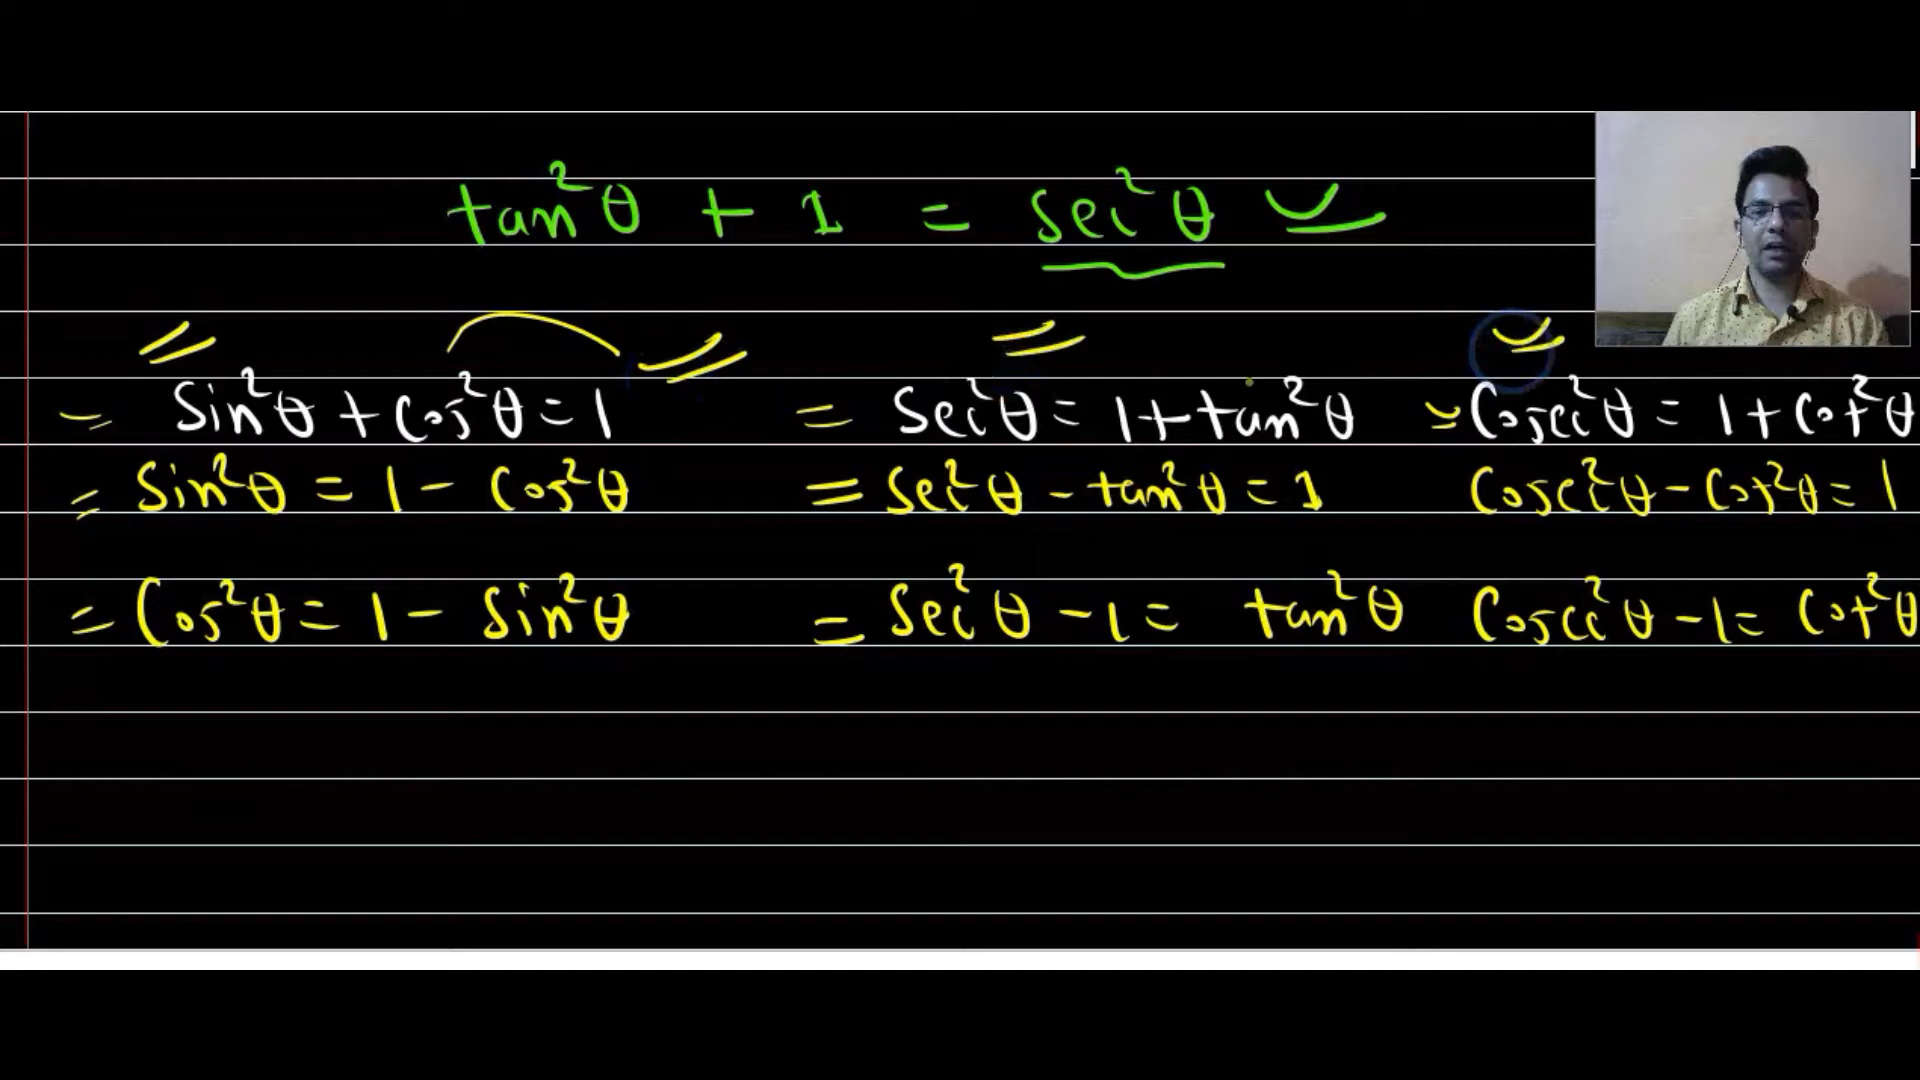 tan²θ + 1 = sec²θ
= Sin²θ + Cos²θ = 1 = Sec²θ = 1 + tan²θ Cosec²θ = 1 + Cot²θ
= Sin²θ = 1 - Cos²θ = Sec²θ - tan²θ = 1 Cosec²θ - Cot²θ = 1
= Cos²θ = 1 - Sin²θ = Sec²θ - 1 = tan²θ Cosec²θ - 1 = Cot²θ